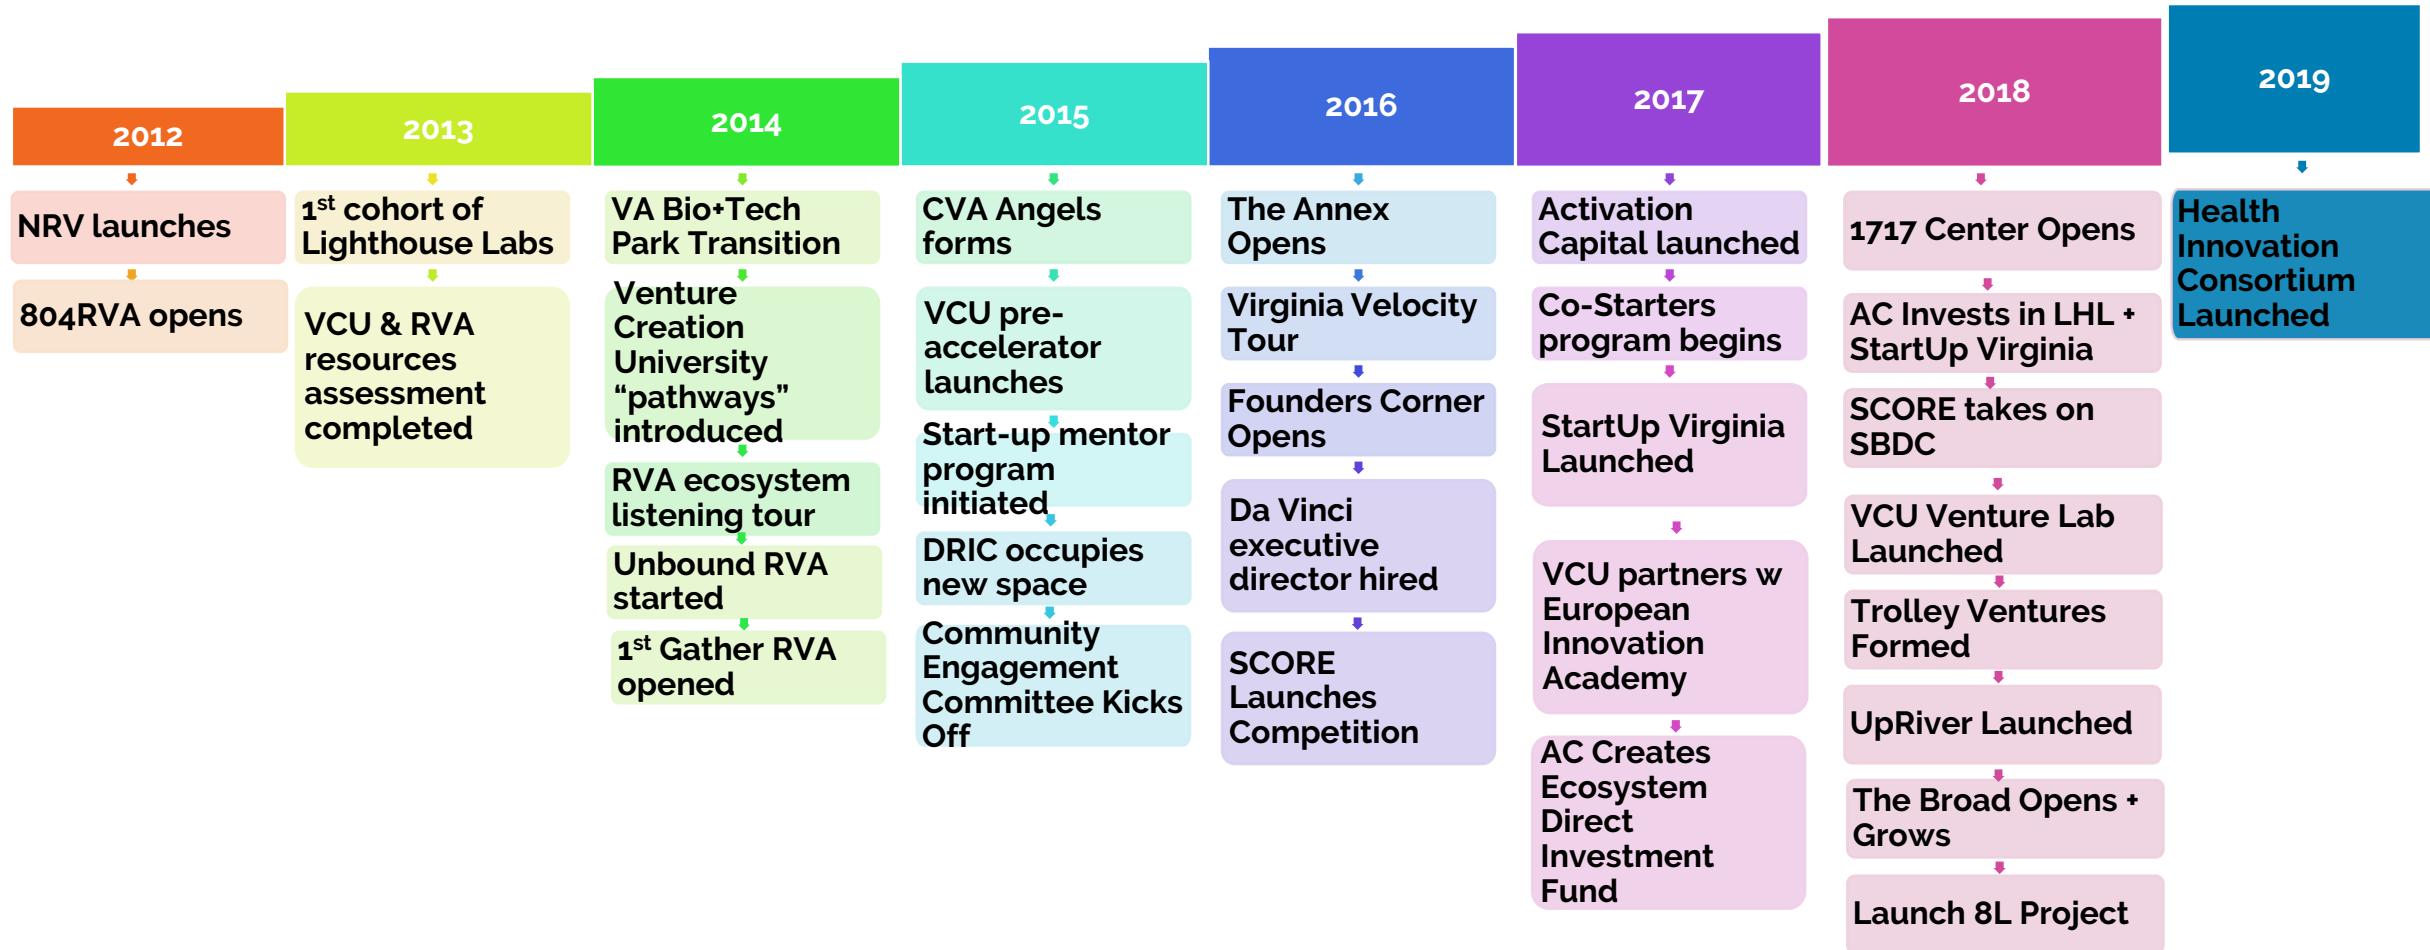 2012
NRV launches
804RVA opens
2013
1st cohort of
Lighthouse Labs
VCU & RVA
resources
assessment
completed
2014
VA Bio+Tech
Park Transition
Venture
Creation
University
“pathways”
introduced
RVA ecosystem
listening tour
Unbound RVA
started
1st Gather RVA
opened
2015
CVA Angels
forms
VCU pre-
accelerator
launches
Start-up mentor
program
initiated
DRIC occupies
new space
Community
Engagement
Committee Kicks
Off
2016
The Annex
Opens
Virginia Velocity
Tour
Founders Corner
Opens
Da Vinci
executive
director hired
SCORE
Launches
Competition
2017
Activation
Capital launched
Co-Starters
program begins
StartUp Virginia
Launched
VCU partners w
European
Innovation
Academy
AC Creates
Ecosystem
Direct
Investment
Fund
2018
1717 Center Opens
AC Invests in LHL +
StartUp Virginia
SCORE takes on
SBDC
VCU Venture Lab
Launched
Trolley Ventures
Formed
UpRiver Launched
The Broad Opens +
Grows
Launch 8L Project
2019
Health
Innovation
Consortium
Launched